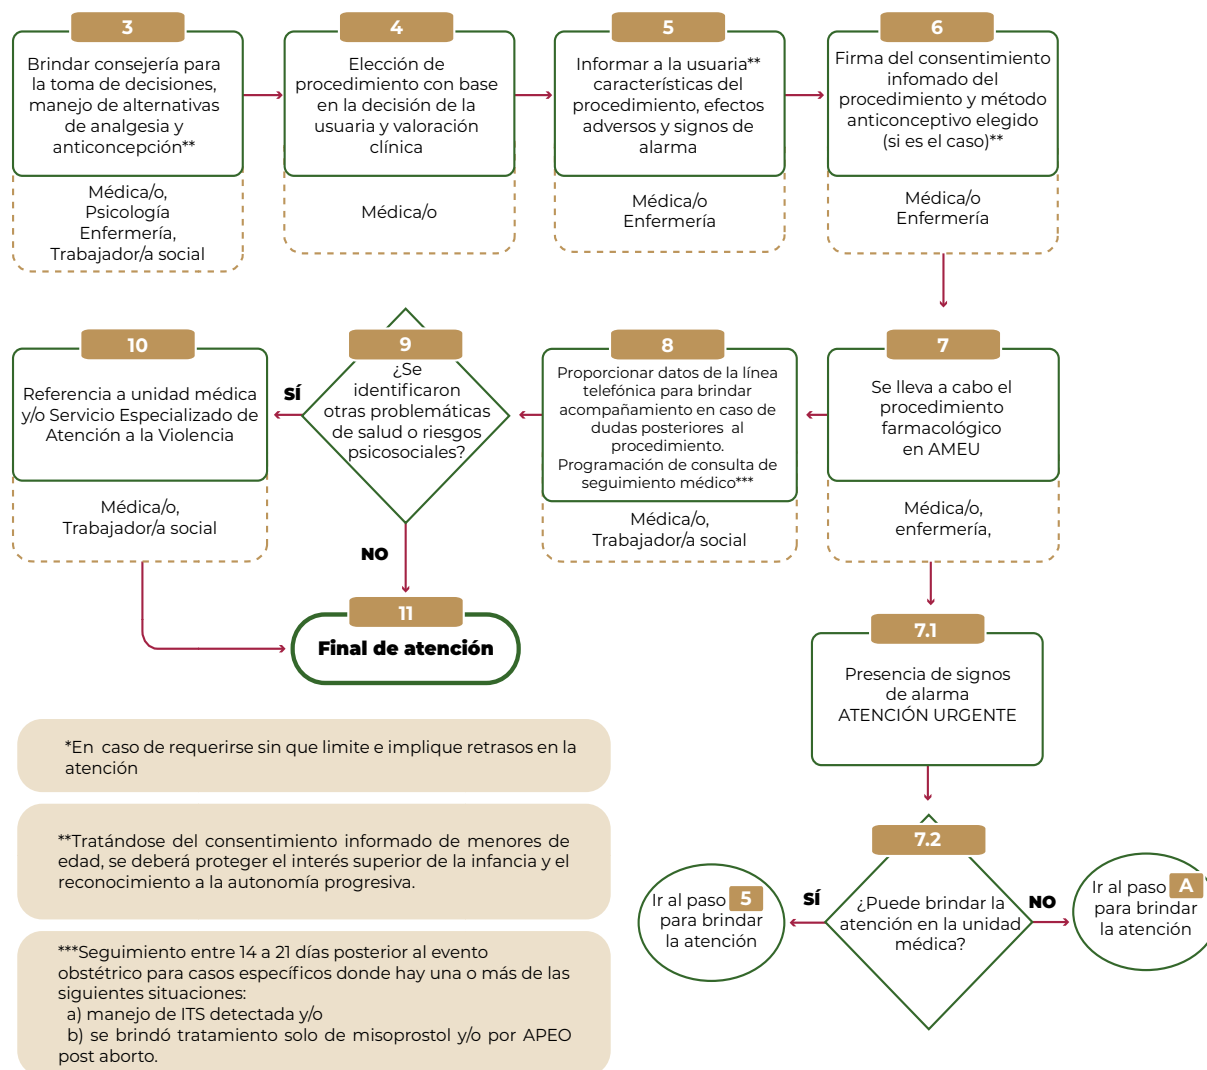 3
Brindar consejería para
la toma de decisiones,
manejo de alternativas
de analgesia y
anticoncepción**
Médica/o,
Psicología
Enfermería,
Trabajador/a social
4
Elección de
procedimiento con base
en la decisión de la
usuaria y valoración
clínica
Médica/o
5
Informar a la usuaria**
características del
procedimiento, efectos
adversos y signos de
alarma
Médica/o
Enfermería
6
Firma del consentimiento
infomado del
procedimiento y método
anticonceptivo elegido
(si es el caso)**
Médica/o
Enfermería
7
Se lleva a cabo el
procedimiento
farmacológico
en AMEU
Médica/o,
enfermería,
8
Proporcionar datos de la línea
telefónica para brindar
acompañamiento en caso de
dudas posteriores al
procedimiento.
Programación de consulta de
seguimiento médico***
Médica/o,
Trabajador/a social
9
¿Se
identificaron
otras problemáticas
de salud o riesgos
psicosociales?
SÍ
NO
10
Referencia a unidad médica
y/o Servicio Especializado de
Atención a la Violencia
Médica/o,
Trabajador/a social
11
Final de atención
7.1
Presencia de signos
de alarma
ATENCIÓN URGENTE
7.2
¿Puede brindar la
atención en la unidad
médica?
SÍ
Ir al paso 5
para brindar
la atención
NO
Ir al paso A
para brindar
la atención
*En caso de requerirse sin que limite e implique retrasos en la
atención
**Tratándose del consentimiento informado de menores de
edad, se deberá proteger el interés superior de la infancia y el
reconocimiento a la autonomía progresiva.
***Seguimiento entre 14 a 21 días posterior al evento
obstétrico para casos específicos donde hay una o más de las
siguientes situaciones:
a) manejo de ITS detectada y/o
b) se brindó tratamiento solo de misoprostol y/o por APEO
post aborto.